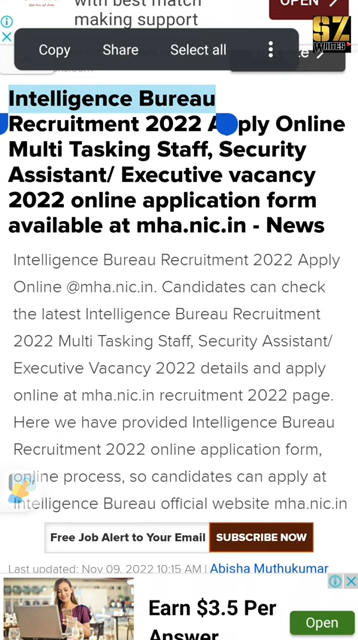 with best match
making support
OPEN >
SZ
Copy Share Select all
Intelligence Bureau
Recruitment 2022 Apply Online
Multi Tasking Staff, Security
Assistant/ Executive vacancy
2022 online application form
available at mha.nic.in - News
Intelligence Bureau Recruitment 2022 Apply
Online @mha.nic.in. Candidates can check
the latest Intelligence Bureau Recruitment
2022 Multi Tasking Staff, Security Assistant/
Executive Vacancy 2022 details and apply
online at mha.nic.in recruitment 2022 page.
Here we have provided Intelligence Bureau
Recruitment 2022 online application form,
online process, so candidates can apply at
Intelligence Bureau official website mha.nic.in
Free Job Alert to Your Email SUBSCRIBE NOW
Last updated: Nov 09, 2022 10:15 AM | Abisha Muthukumar
Earn $3.5 Per
Answer
Open